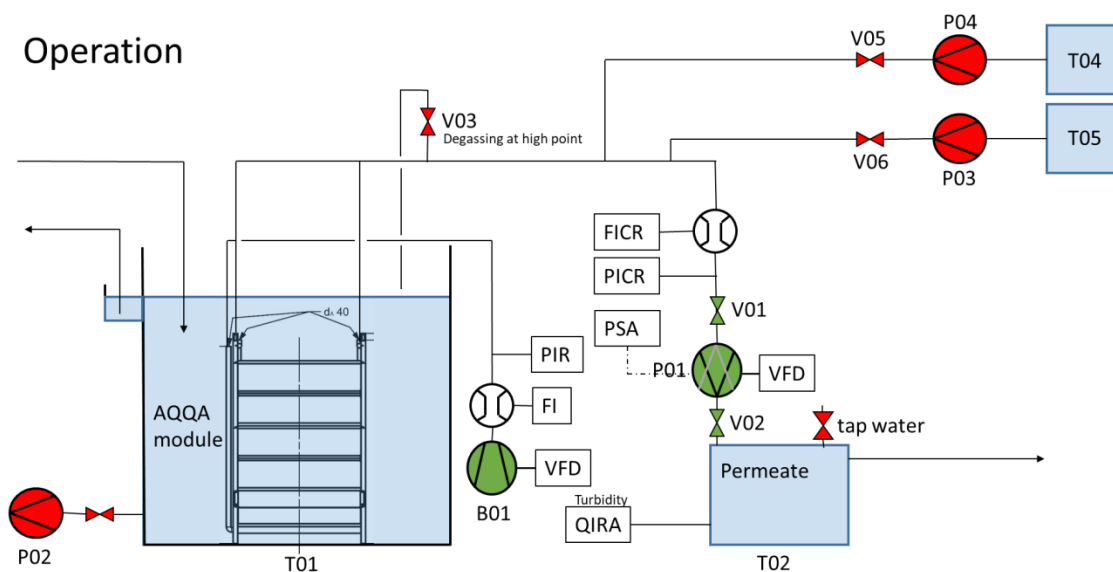 Operation
P04
V05
T04
V03
Degassing at high point
T05
V06
P03
FICR
PICR
V01
dA 40
PSA
PIR
P01
VFD
AQQA
module
FI
V02
tap water
VFD
Permeate
B01
Turbidity
QIRA
P02
T01
T02